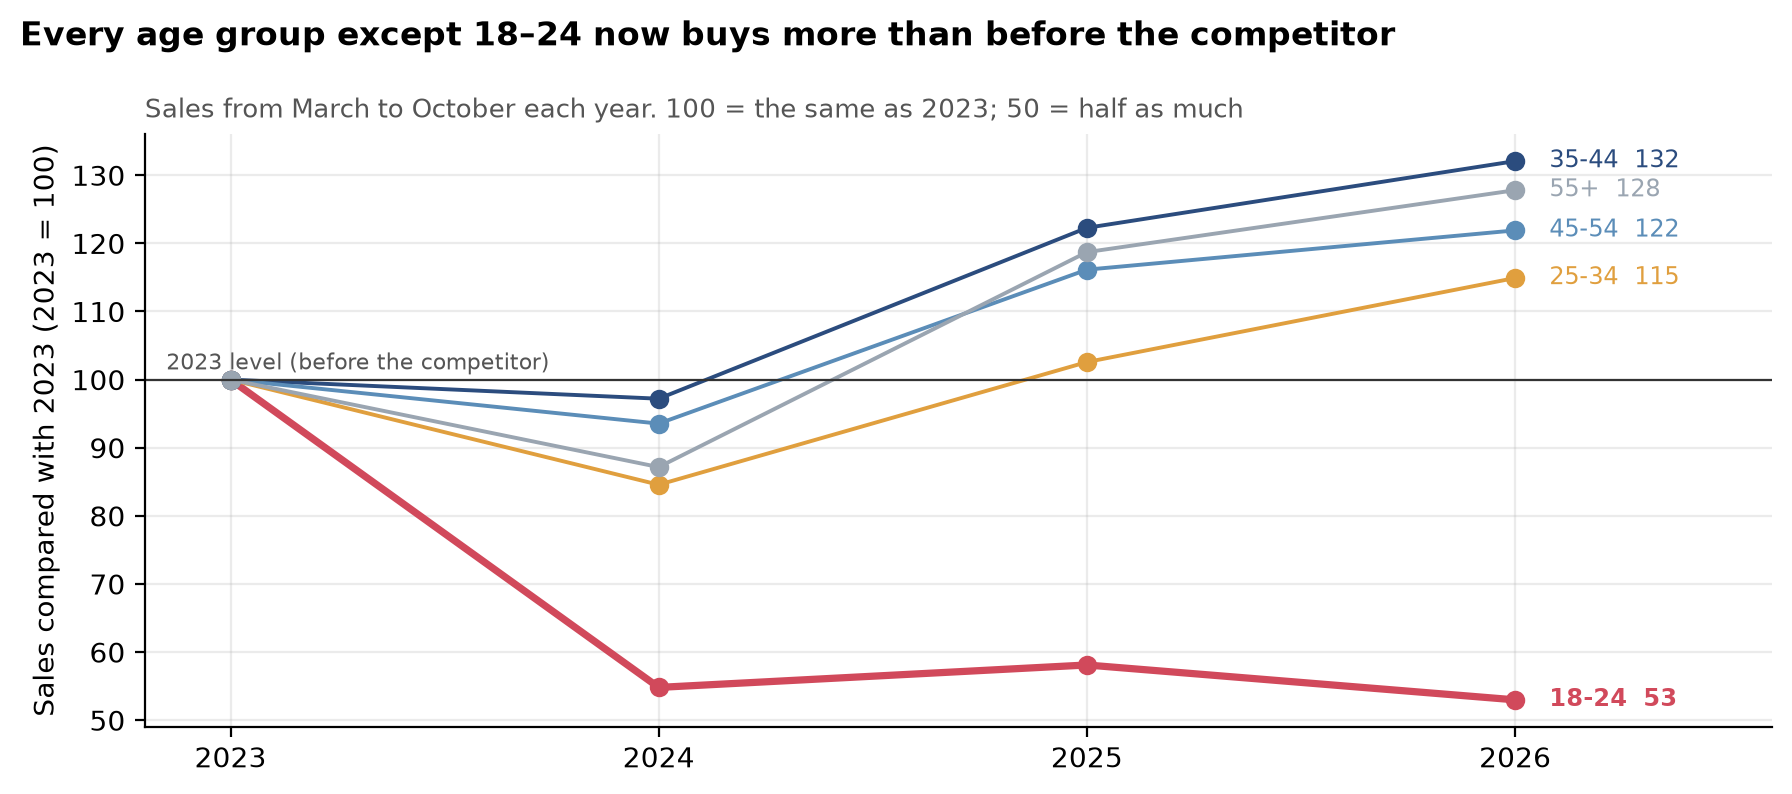 Every age group except 18–24 now buys more than before the competitor
Sales from March to October each year. 100 = the same as 2023; 50 = half as much
Sales compared with 2023 (2023 = 100)
130
120
110
100
90
80
70
60
50
2023 level (before the competitor)
35-44 132
55+ 128
45-54 122
25-34 115
18-24 53
2023 2024 2025 2026